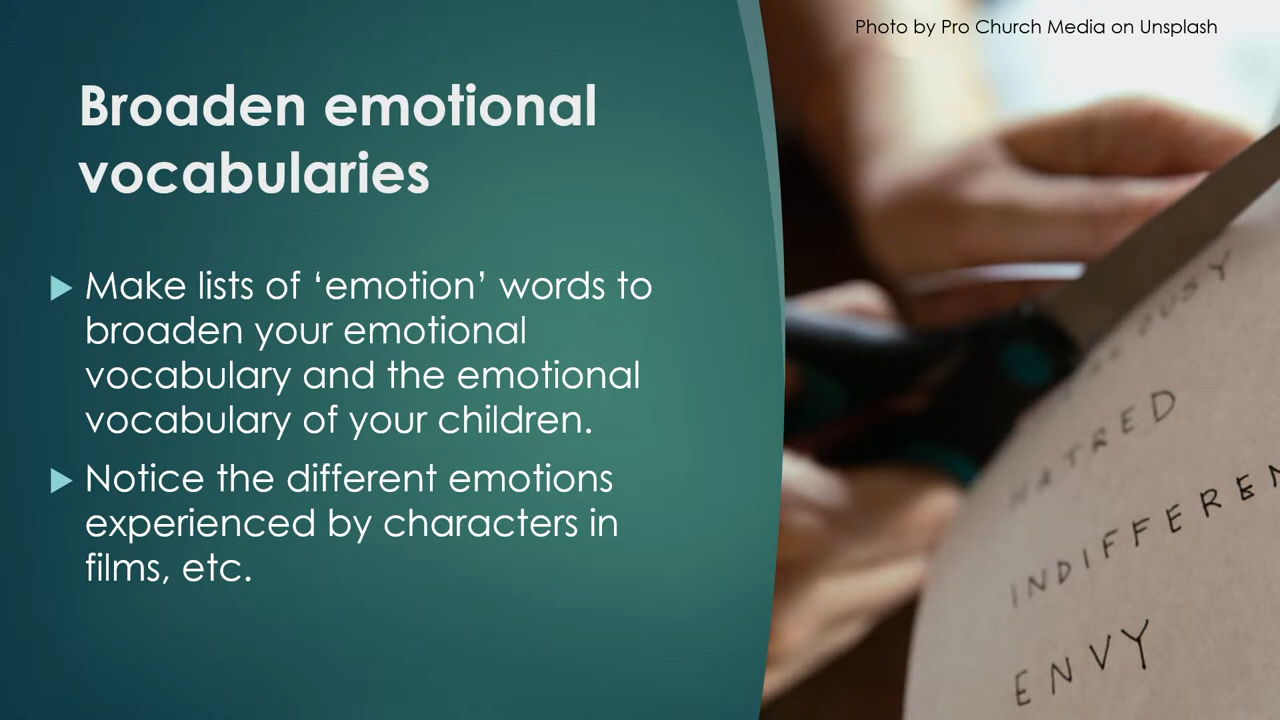 Photo by Pro Church Media on Unsplash
Broaden emotional
vocabularies
Make lists of ‘emotion’ words to
broaden your emotional
vocabulary and the emotional
vocabulary of your children.
Notice the different emotions
experienced by characters in
films, etc.
HATRED
INDIFFEREN
ENVY